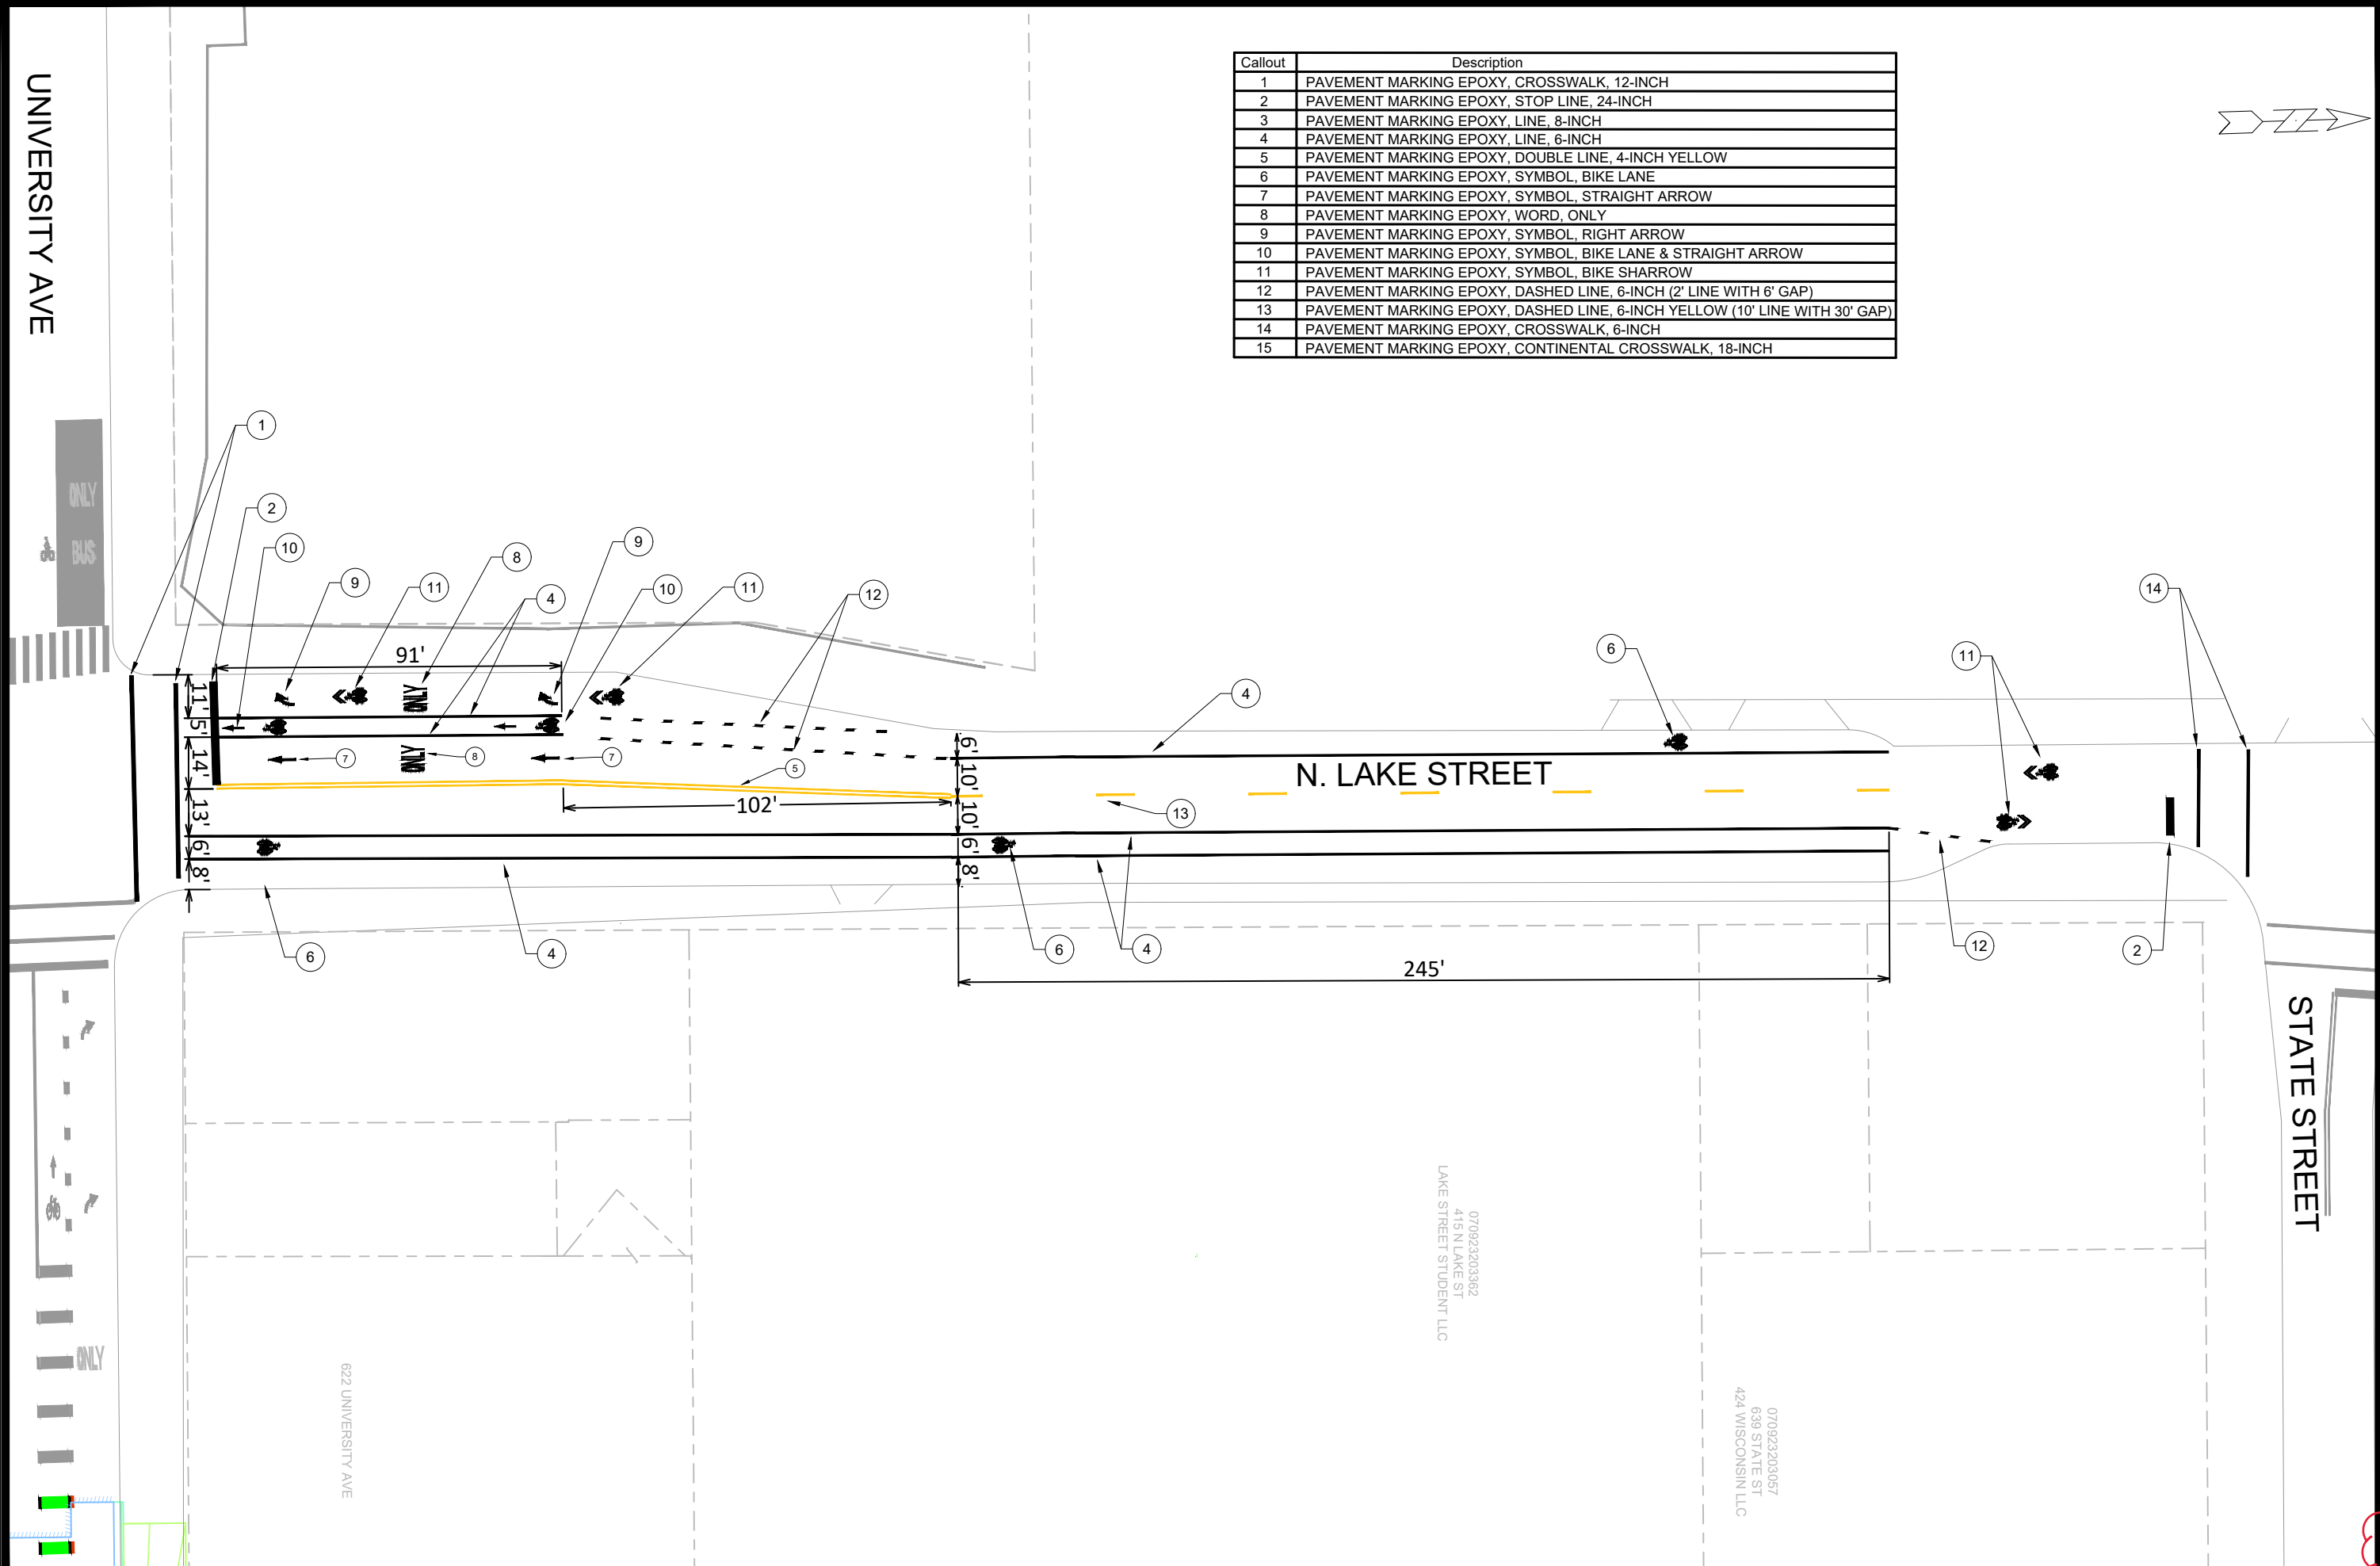 UNIVERSITY AVE
Callout Description
1 PAVEMENT MARKING EPOXY, CROSSWALK, 12-INCH
2 PAVEMENT MARKING EPOXY, STOP LINE, 24-INCH
3 PAVEMENT MARKING EPOXY, LINE, 8-INCH
4 PAVEMENT MARKING EPOXY, LINE, 6-INCH
5 PAVEMENT MARKING EPOXY, DOUBLE LINE, 4-INCH YELLOW
6 PAVEMENT MARKING EPOXY, SYMBOL, BIKE LANE
7 PAVEMENT MARKING EPOXY, SYMBOL, STRAIGHT ARROW
8 PAVEMENT MARKING EPOXY, WORD, ONLY
9 PAVEMENT MARKING EPOXY, SYMBOL, RIGHT ARROW
10 PAVEMENT MARKING EPOXY, SYMBOL, BIKE LANE & STRAIGHT ARROW
11 PAVEMENT MARKING EPOXY, SYMBOL, BIKE SHARROW
12 PAVEMENT MARKING EPOXY, DASHED LINE, 6-INCH (2' LINE WITH 6' GAP)
13 PAVEMENT MARKING EPOXY, DASHED LINE, 6-INCH YELLOW (10' LINE WITH 30' GAP)
14 PAVEMENT MARKING EPOXY, CROSSWALK, 6-INCH
15 PAVEMENT MARKING EPOXY, CONTINENTAL CROSSWALK, 18-INCH
N
1
2
10
9
11
8
4
9
10
11
12
ONLY
BUS
91'
ONLY
11'
5'
14'
13'
6'
8'
7
ONLY
8
7
5
102'
6'
10'
10'
6'
8'
4
6
11
14
N. LAKE STREET
13
6
4
6
4
12
2
245'
STATE STREET
ONLY
622 UNIVERSITY AVE
070923203362
415 N LAKE ST
LAKE STREET STUDENT LLC
070923203057
639 STATE ST
424 WISCONSIN LLC